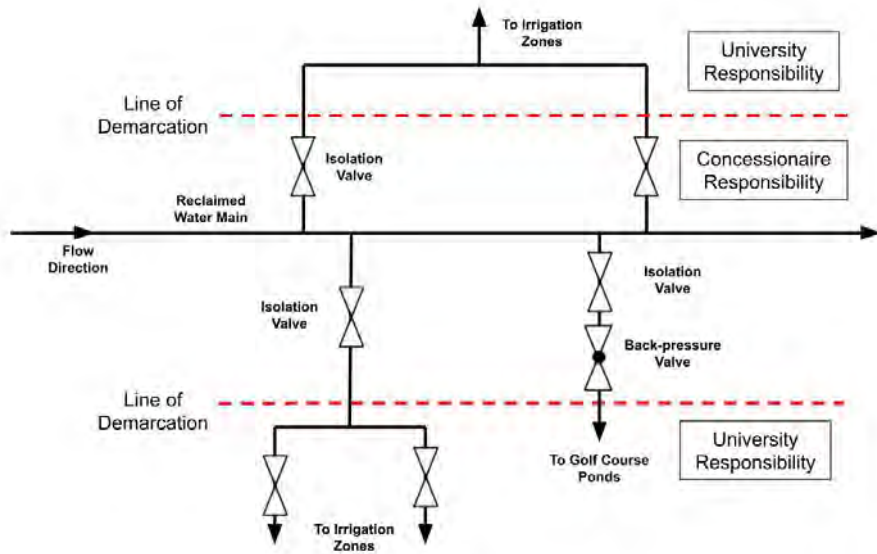 To Irrigation
Zones
University
Responsibility
Line of
Demarcation
Isolation
Valve
Concessionaire
Responsibility
Reclaimed
Water Main
Flow
Direction
Isolation
Valve
Isolation
Valve
Back-pressure
Valve
Line of
Demarcation
University
Responsibility
To Golf Course
Ponds
To Irrigation
Zones